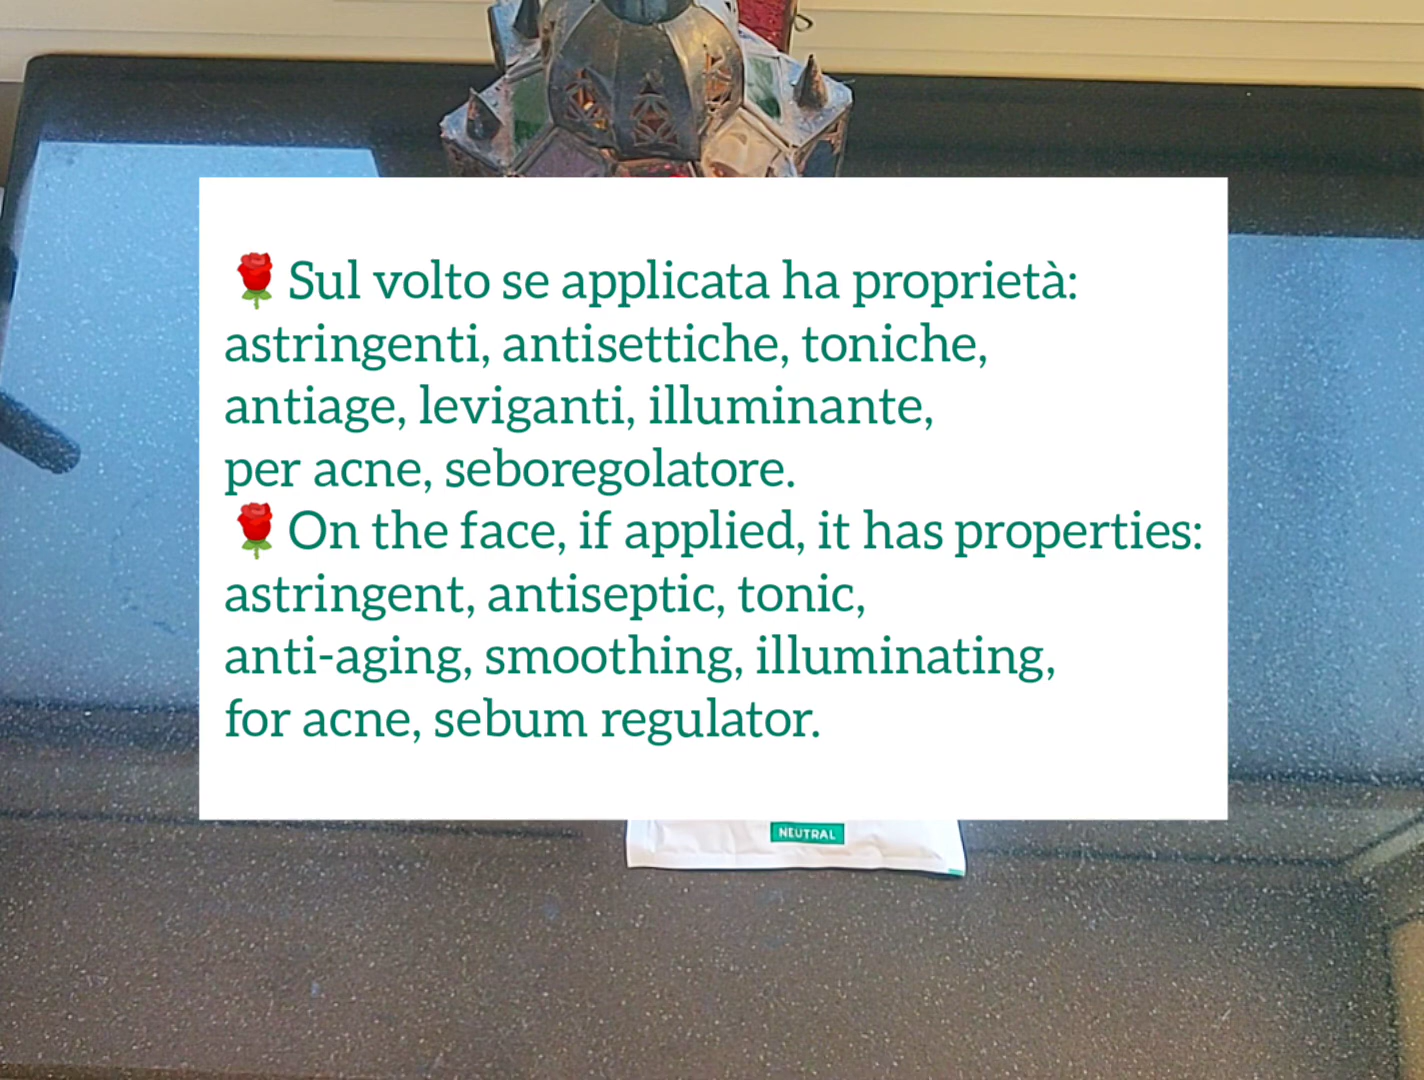 🌹Sul volto se applicata ha proprietà:
astringenti, antisettiche, toniche,
antiage, leviganti, illuminante,
per acne, seboregolatore.
🌹On the face, if applied, it has properties:
astringent, antiseptic, tonic,
anti-aging, smoothing, illuminating,
for acne, sebum regulator.
NEUTRAL